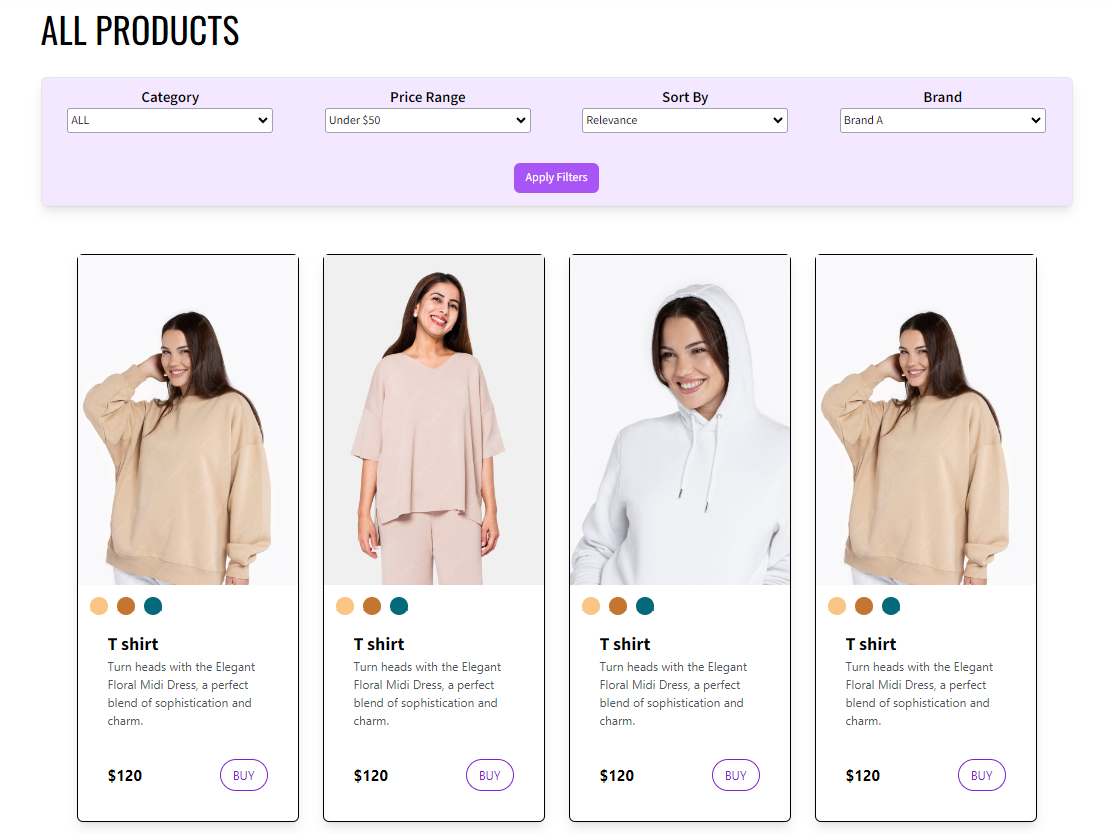 ALL PRODUCTS
Category Price Range Sort By Brand
ALL Under $50 Relevance Brand A
Apply Filters
T shirt
Turn heads with the Elegant
Floral Midi Dress, a perfect
blend of sophistication and
charm.
$120 BUY
T shirt
Turn heads with the Elegant
Floral Midi Dress, a perfect
blend of sophistication and
charm.
$120 BUY
T shirt
Turn heads with the Elegant
Floral Midi Dress, a perfect
blend of sophistication and
charm.
$120 BUY
T shirt
Turn heads with the Elegant
Floral Midi Dress, a perfect
blend of sophistication and
charm.
$120 BUY